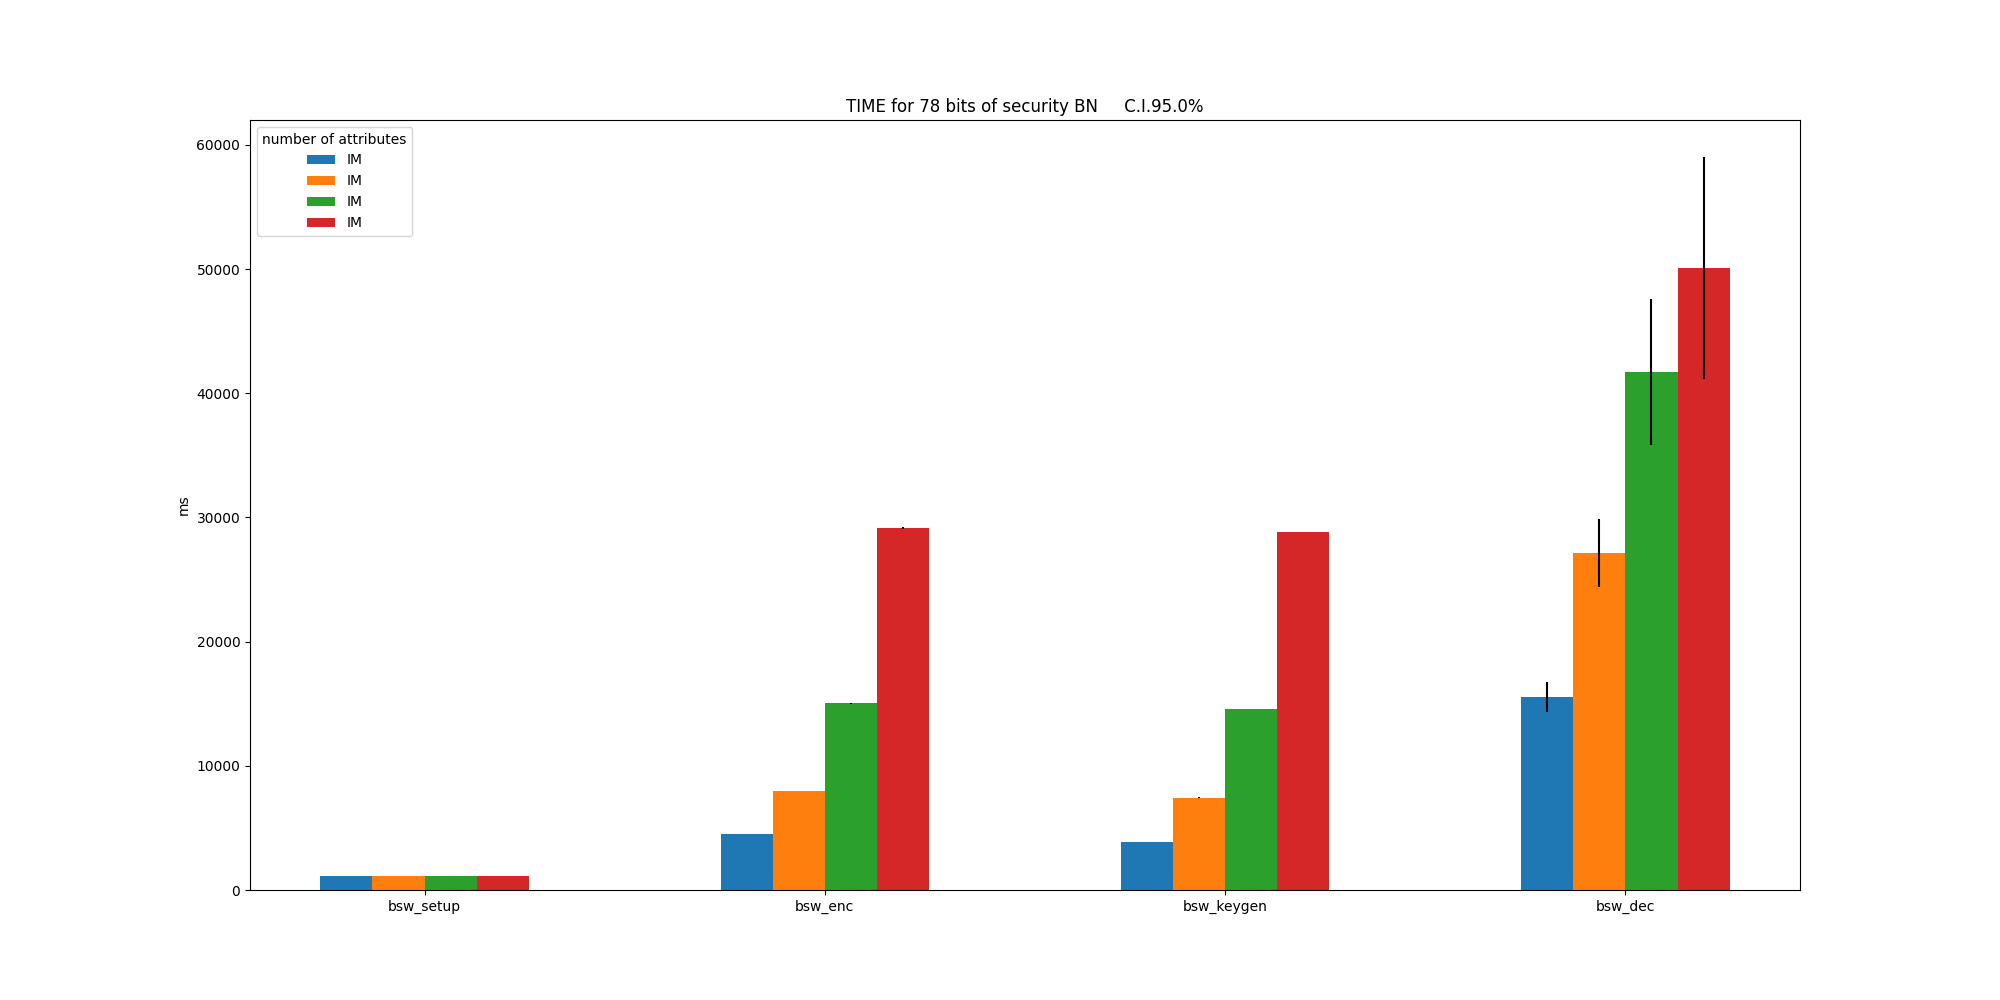 TIME for 78 bits of security BN     C.I.95.0%
number of attributes
IM
IM
IM
IM
60000
50000
40000
30000
20000
10000
0
ms
bsw_setup
bsw_enc
bsw_keygen
bsw_dec